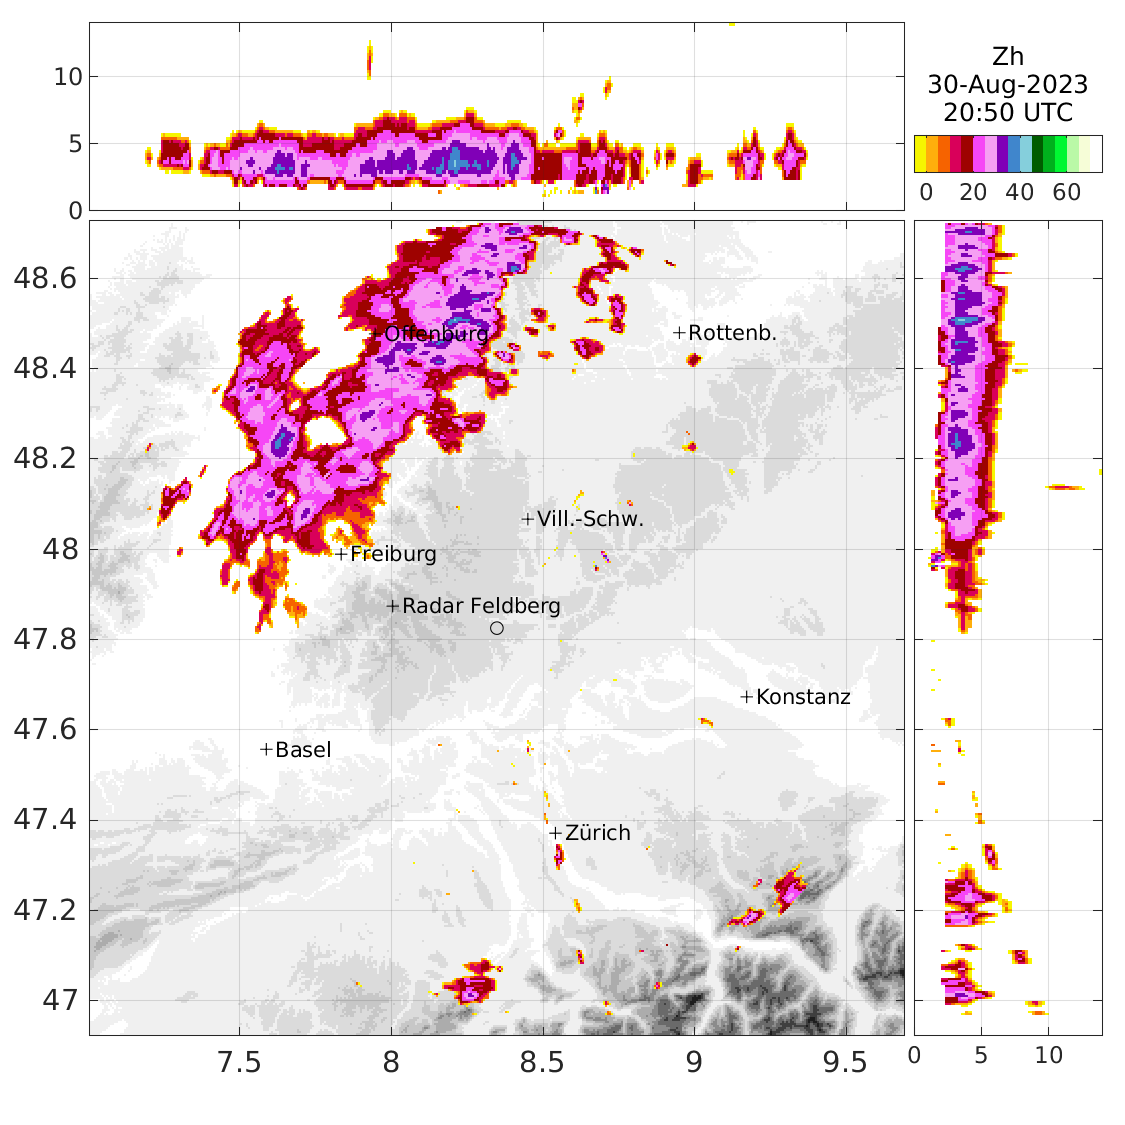 10
5
0
Zh
30-Aug-2023
20:50 UTC
0 20 40 60
48.6
48.4
48.2
48
47.8
47.6
47.4
47.2
47
Offenburg
Rottenb.
Vill.-Schw.
Freiburg
Radar Feldberg
Konstanz
Basel
Zürich
7.5 8 8.5 9 9.5
0 5 10